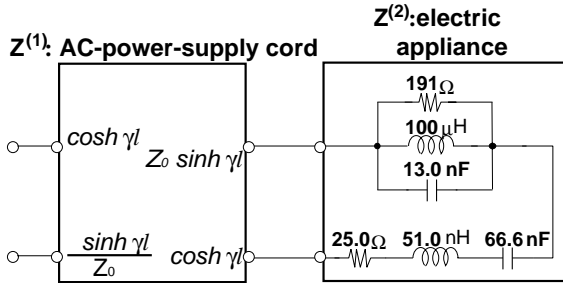 Z(2):electric
appliance
Z(1): AC-power-supply cord
191Ω
100 μH
13.0 nF
cosh γl
Z0 sinh γl
sinh γl
Z0
cosh γl
25.0Ω
51.0 nH
66.6 nF